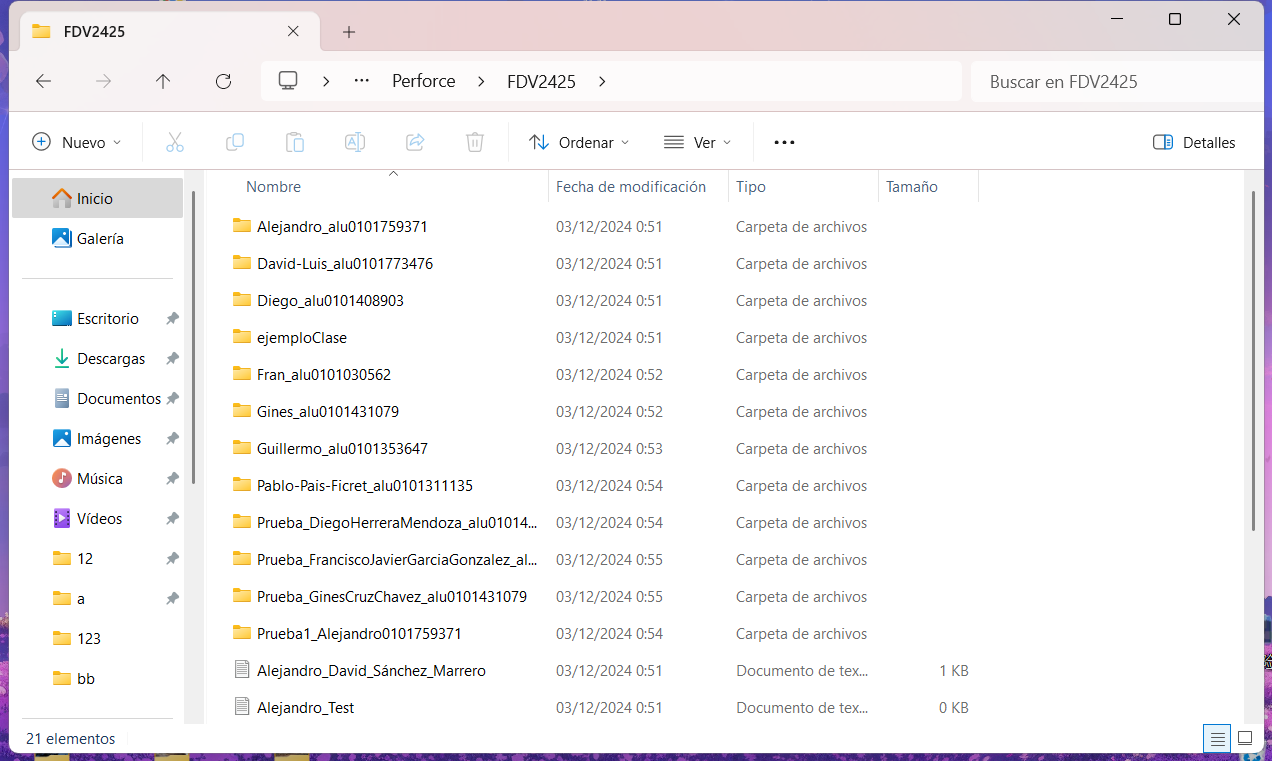 FDV2425
Perforce FDV2425
Buscar en FDV2425
Nuevo Ordenar Ver Detalles
Inicio
Galería
Escritorio
Descargas
Documentos
Imágenes
Música
Vídeos
12
a
123
bb
Nombre Fecha de modificación Tipo Tamaño
Alejandro_alu0101759371 03/12/2024 0:51 Carpeta de archivos
David-Luis_alu0101773476 03/12/2024 0:51 Carpeta de archivos
Diego_alu0101408903 03/12/2024 0:51 Carpeta de archivos
ejemploClase 03/12/2024 0:51 Carpeta de archivos
Fran_alu0101030562 03/12/2024 0:52 Carpeta de archivos
Gines_alu0101431079 03/12/2024 0:52 Carpeta de archivos
Guillermo_alu0101353647 03/12/2024 0:53 Carpeta de archivos
Pablo-Pais-Ficret_alu0101311135 03/12/2024 0:54 Carpeta de archivos
Prueba_DiegoHerreraMendoza_alu01014... 03/12/2024 0:54 Carpeta de archivos
Prueba_FranciscoJavierGarciaGonzalez_al... 03/12/2024 0:55 Carpeta de archivos
Prueba_GinesCruzChavez_alu0101431079 03/12/2024 0:55 Carpeta de archivos
Prueba1_Alejandro0101759371 03/12/2024 0:54 Carpeta de archivos
Alejandro_David_Sánchez_Marrero 03/12/2024 0:51 Documento de tex... 1 KB
Alejandro_Test 03/12/2024 0:51 Documento de tex... 0 KB
21 elementos